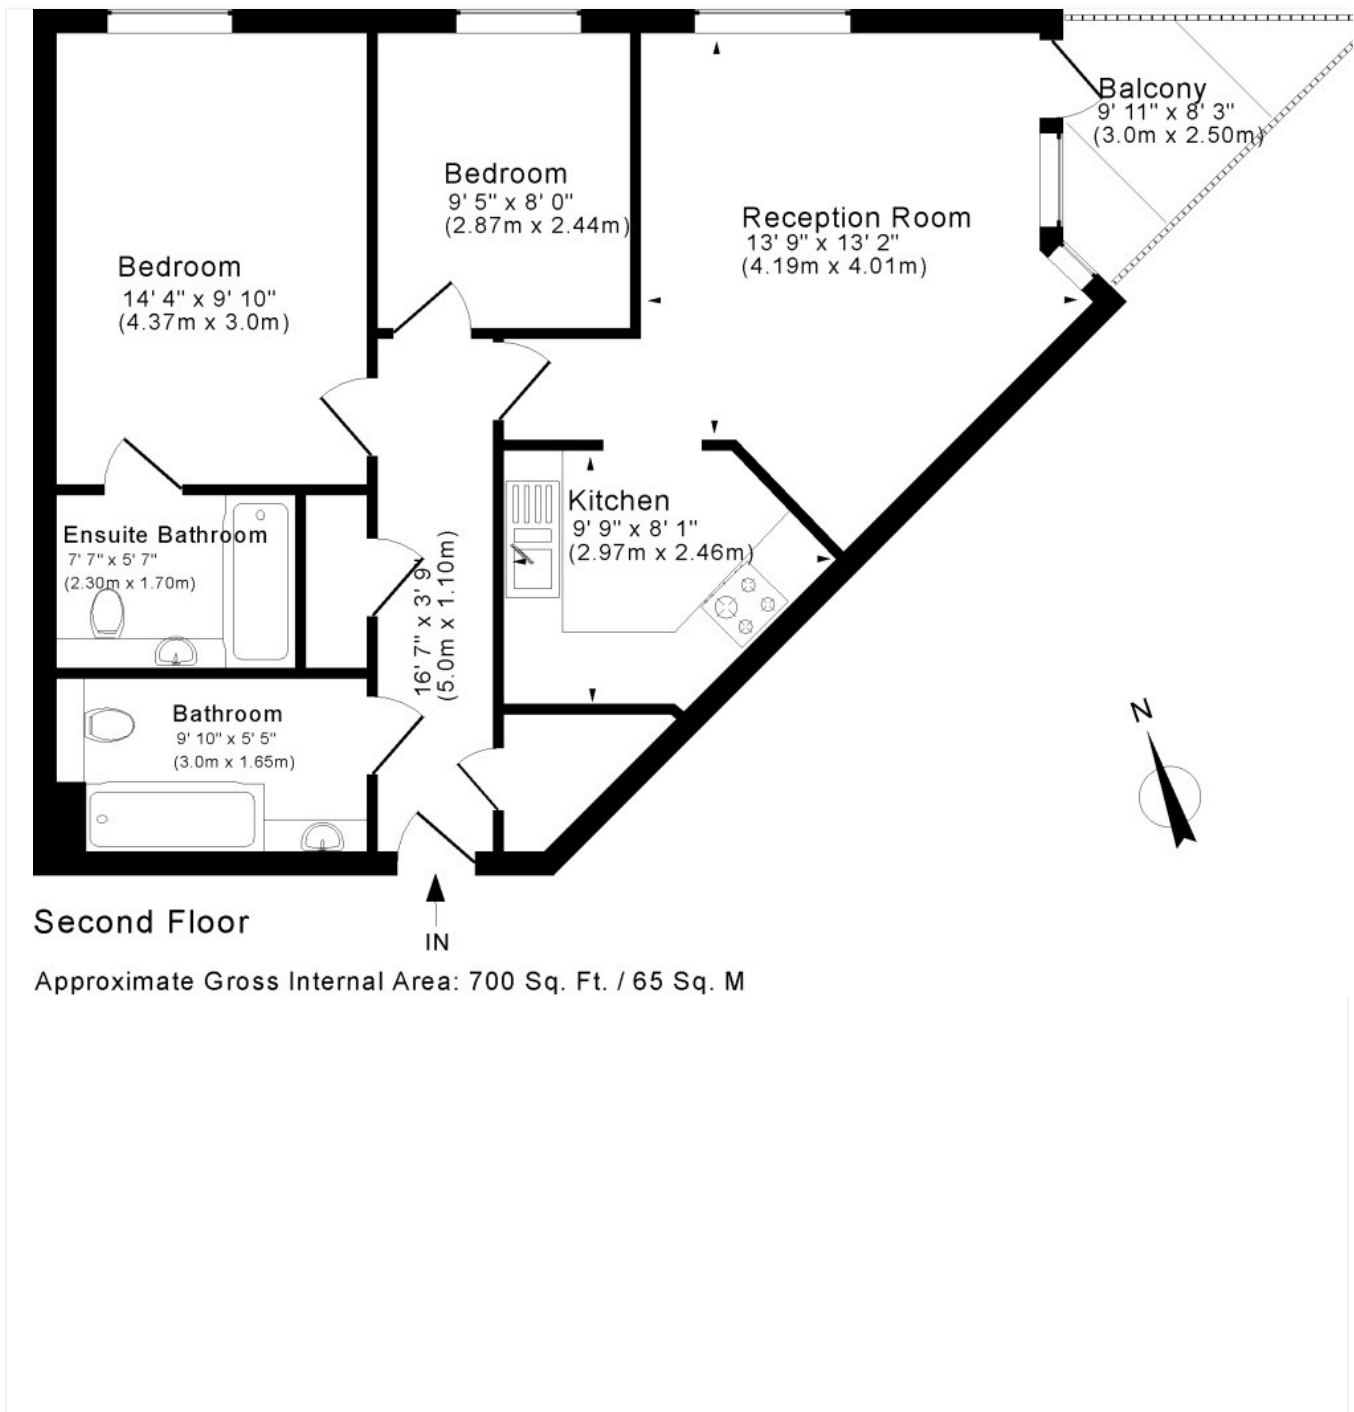 Balcony
9' 11" x 8' 3"
(3.0m x 2.50m)
Bedroom
9' 5" x 8' 0"
(2.87m x 2.44m)
Reception Room
13' 9" x 13' 2"
(4.19m x 4.01m)
Bedroom
14' 4" x 9' 10"
(4.37m x 3.0m)
Kitchen
9' 9" x 8' 1"
(2.97m x 2.46m)
Ensuite Bathroom
7' 7" x 5' 7"
(2.30m x 1.70m)
16' 7" x 3' 9"
(5.0m x 1.10m)
Bathroom
9' 10" x 5' 5"
(3.0m x 1.65m)
N
Second Floor
IN
Approximate Gross Internal Area: 700 Sq. Ft. / 65 Sq. M